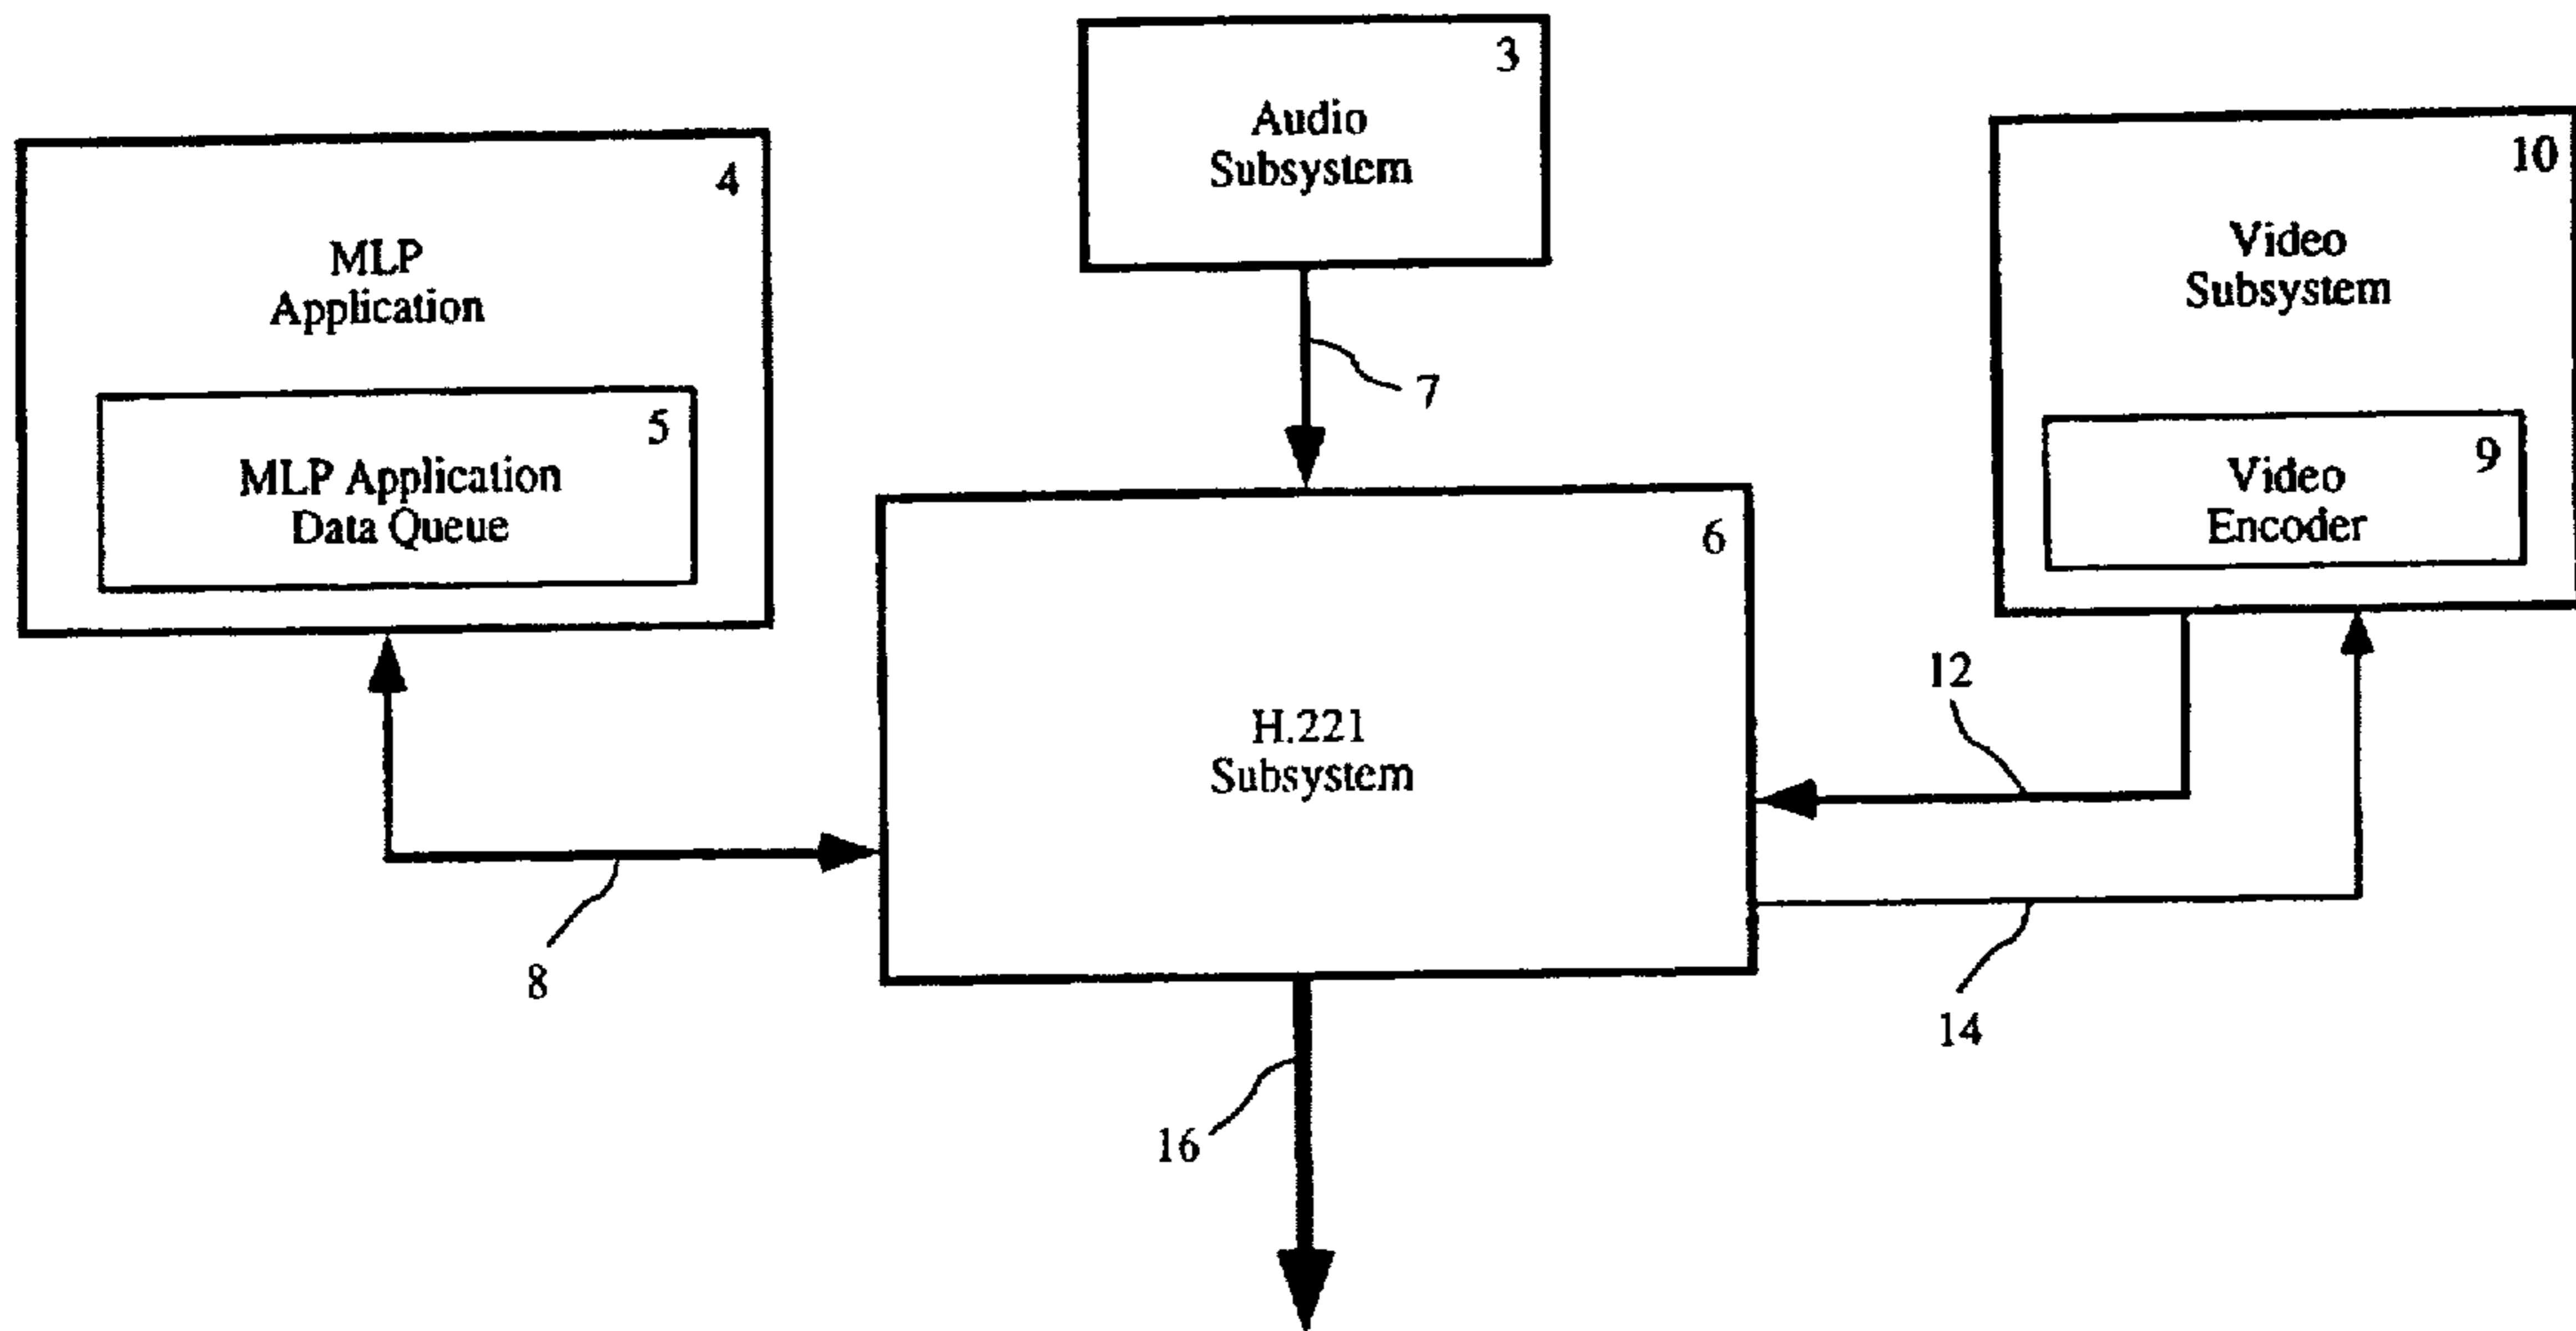 3
Audio
Subsystem
4
MLP
Application
5
MLP Application
Data Queue
10
Video
Subsystem
9
Video
Encoder
7
6
H.221
Subsystem
12
8
14
16